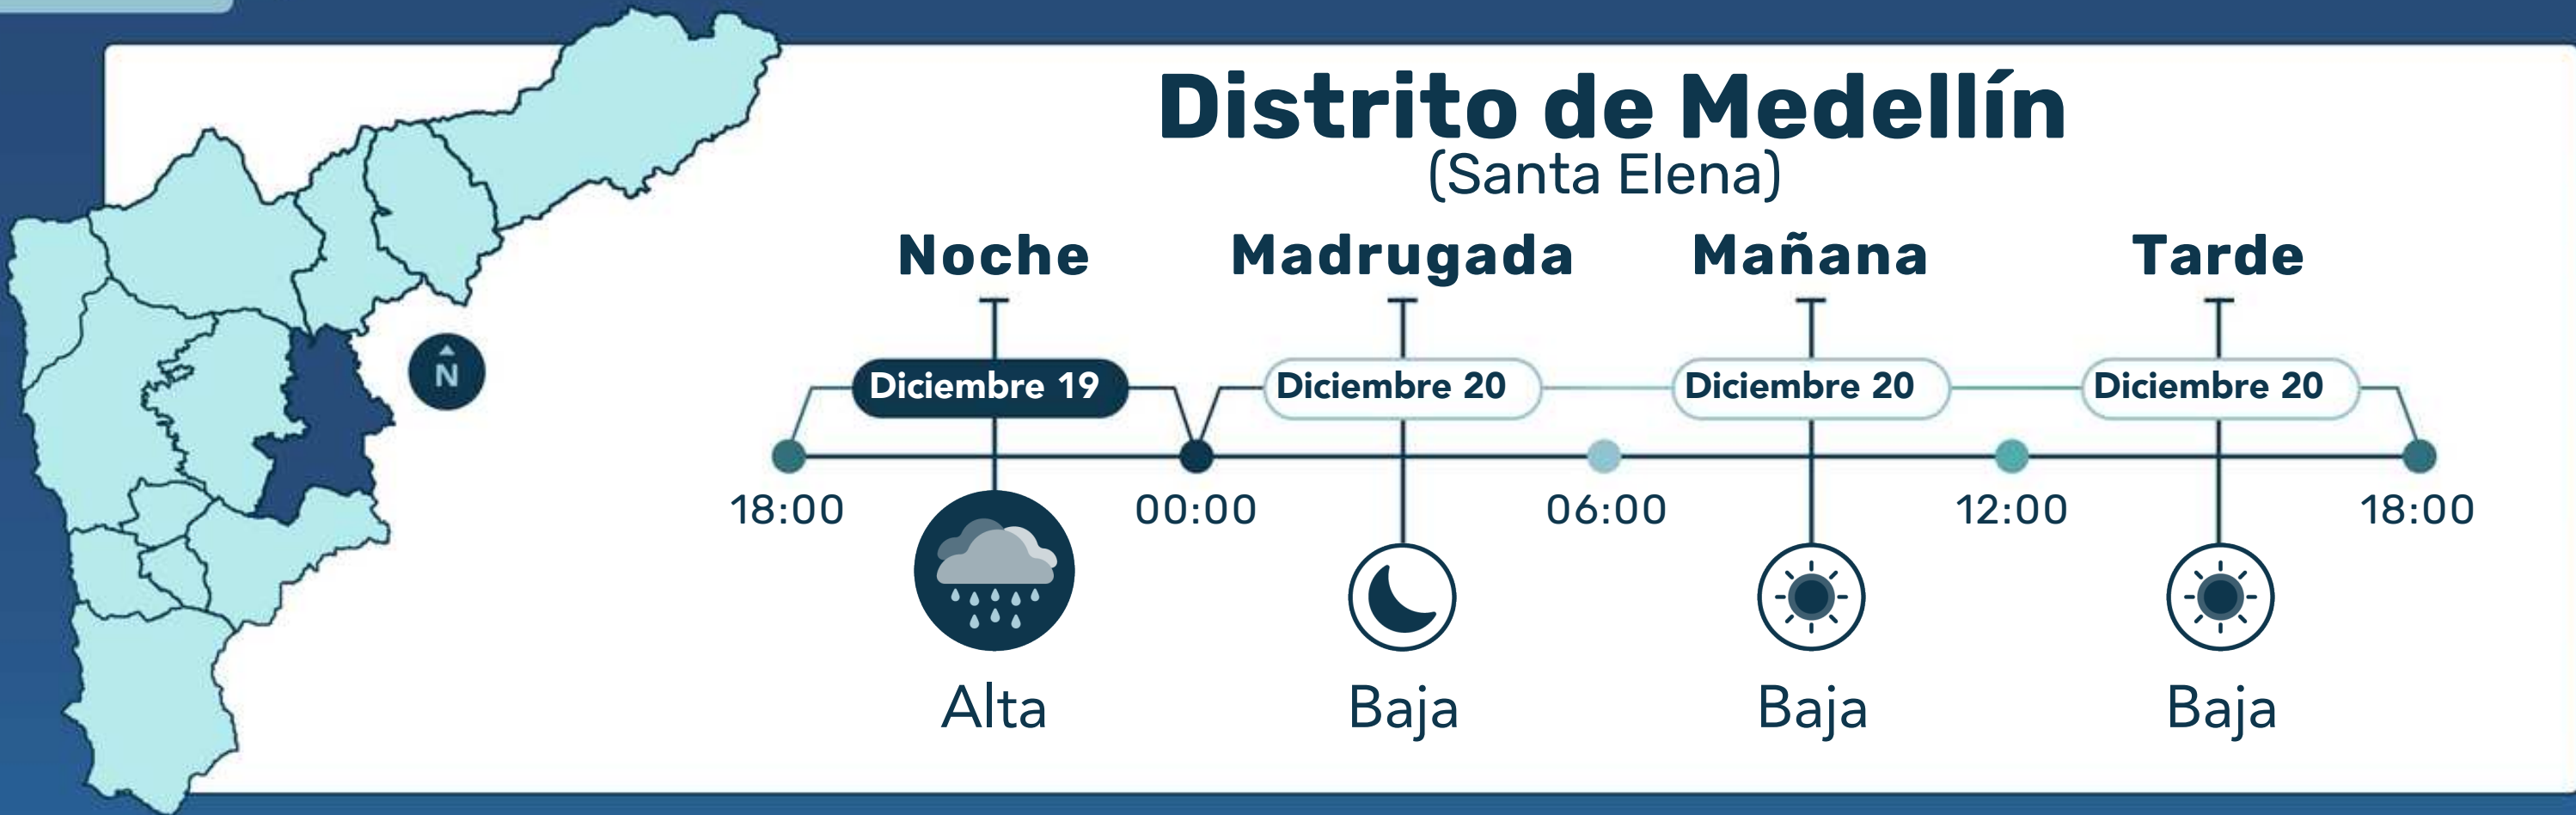 Distrito de Medellín
(Santa Elena)
Noche Madrugada Mañana Tarde
N
Diciembre 19 Diciembre 20 Diciembre 20 Diciembre 20
18:00 00:00 06:00 12:00 18:00
Alta Baja Baja Baja